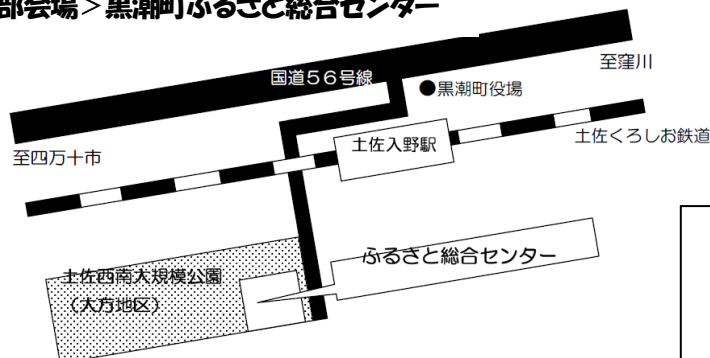 部会場＞黒潮町ふるさと総合センター
国道５６号線
至窪川
●黒潮町役場
土佐入野駅
土佐くろしお鉄道
至四万十市
ふるさと総合センター
土佐西南大規模公園
（大方地区）